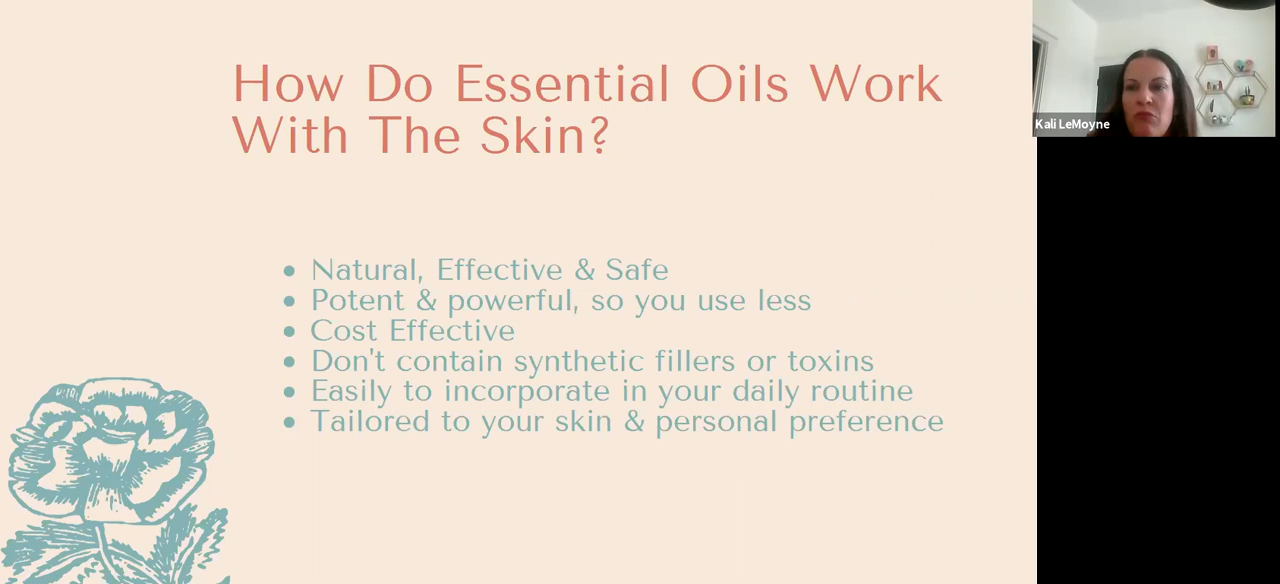 How Do Essential Oils Work
With The Skin?
Natural, Effective & Safe
Potent & powerful, so you use less
Cost Effective
Don't contain synthetic fillers or toxins
Easily to incorporate in your daily routine
Tailored to your skin & personal preference
Kali LeMoyne